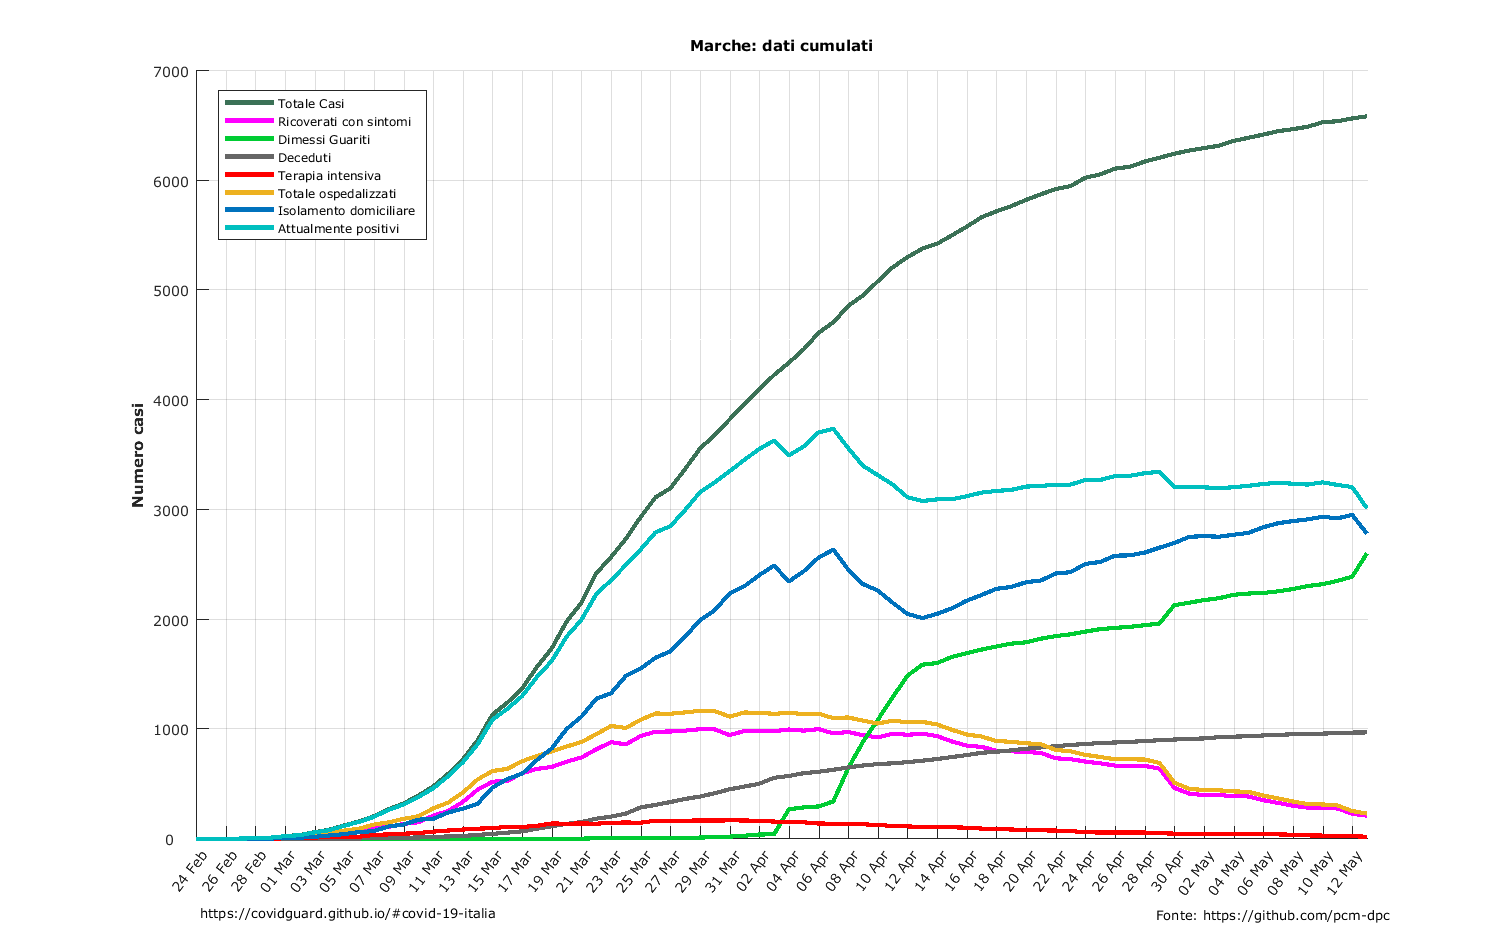 Marche: dati cumulati
7000
6000
5000
4000
3000
2000
1000
0
Numero casi
Totale Casi
Ricoverati con sintomi
Dimessi Guariti
Deceduti
Terapia intensiva
Totale ospedalizzati
Isolamento domiciliare
Attualmente positivi
24 Feb
26 Feb
28 Feb
01 Mar
03 Mar
05 Mar
07 Mar
09 Mar
11 Mar
13 Mar
15 Mar
17 Mar
19 Mar
21 Mar
23 Mar
25 Mar
27 Mar
29 Mar
31 Mar
02 Apr
04 Apr
06 Apr
08 Apr
10 Apr
12 Apr
14 Apr
16 Apr
18 Apr
20 Apr
22 Apr
24 Apr
26 Apr
28 Apr
30 Apr
02 May
04 May
06 May
08 May
10 May
12 May
https://covidguard.github.io/#covid-19-italia
Fonte: https://github.com/pcm-dpc